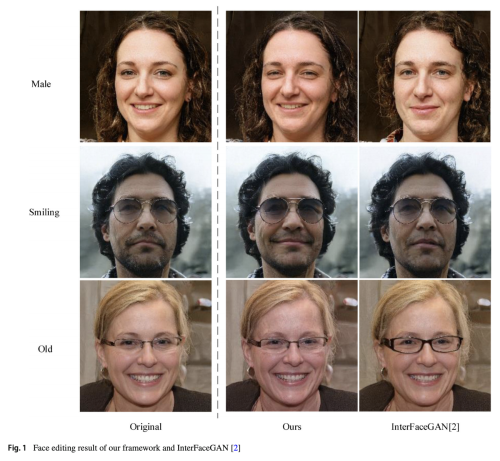 Male
Smiling
Old
Original
Ours
InterFaceGAN[2]
Fig. 1 Face editing result of our framework and InterFaceGAN [2]